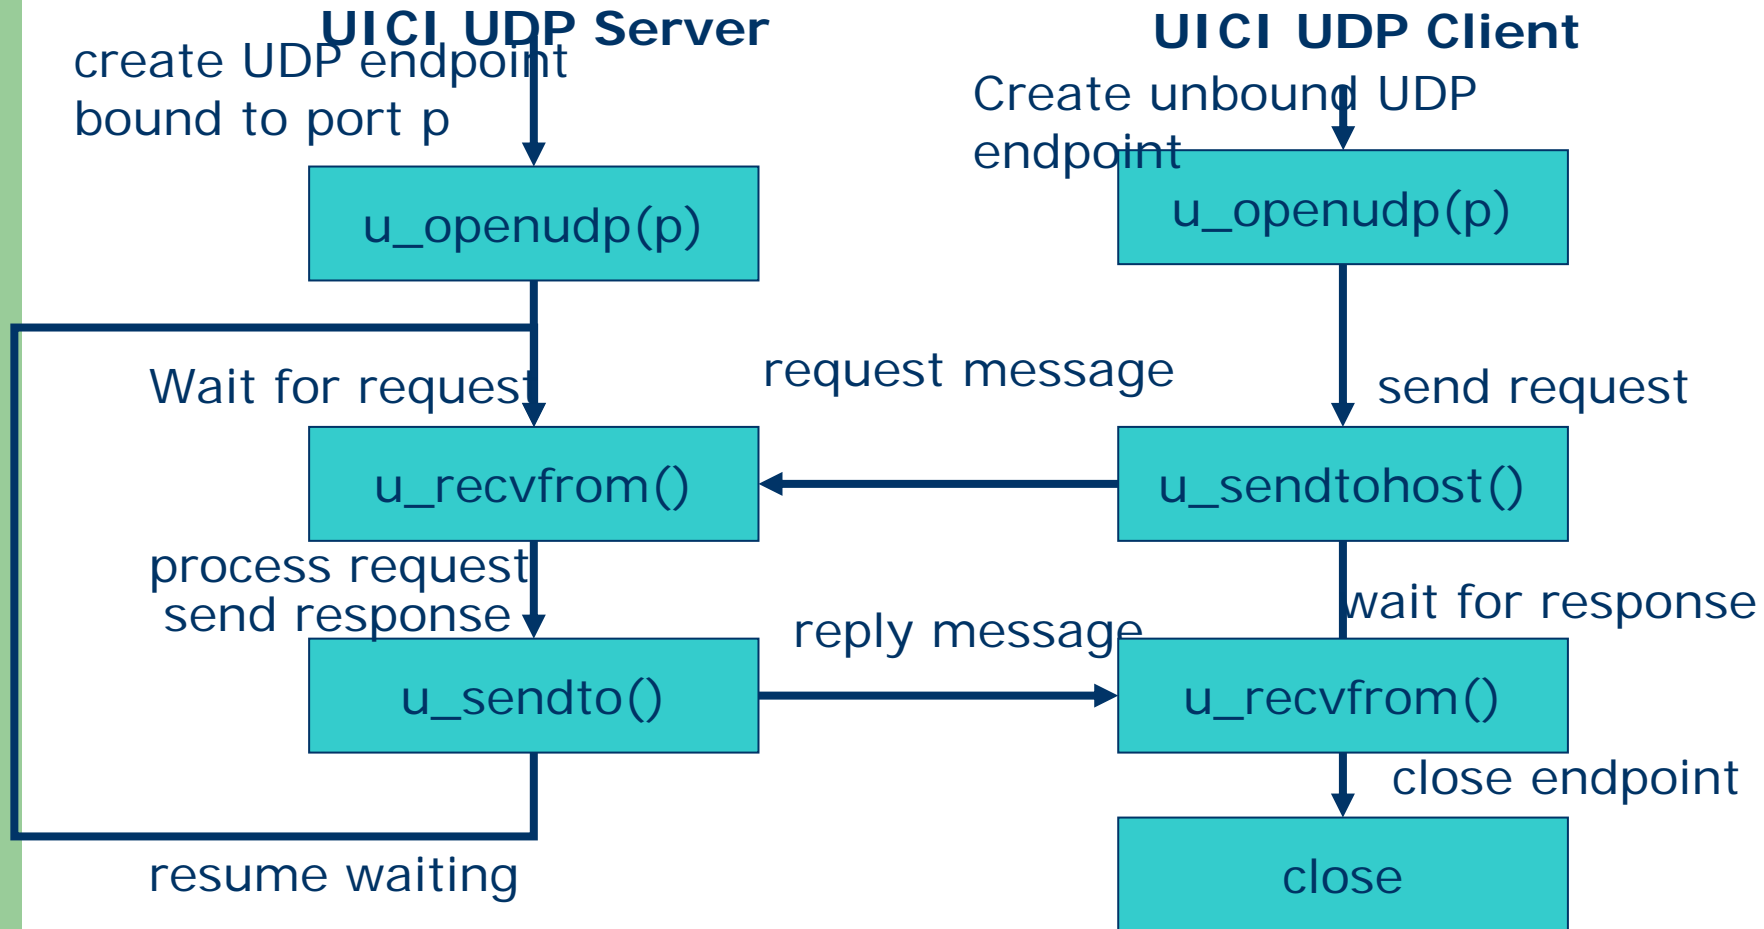 UICI UDP Server
create UDP endpoint
bound to port p
u_openudp(p)
Wait for request
u_recvfrom()
process request
send response
u_sendto()
resume waiting
request message
reply message
UICI UDP Client
Create unbound UDP
endpoint
u_openudp(p)
send request
u_sendtohost()
wait for response
u_recvfrom()
close endpoint
close